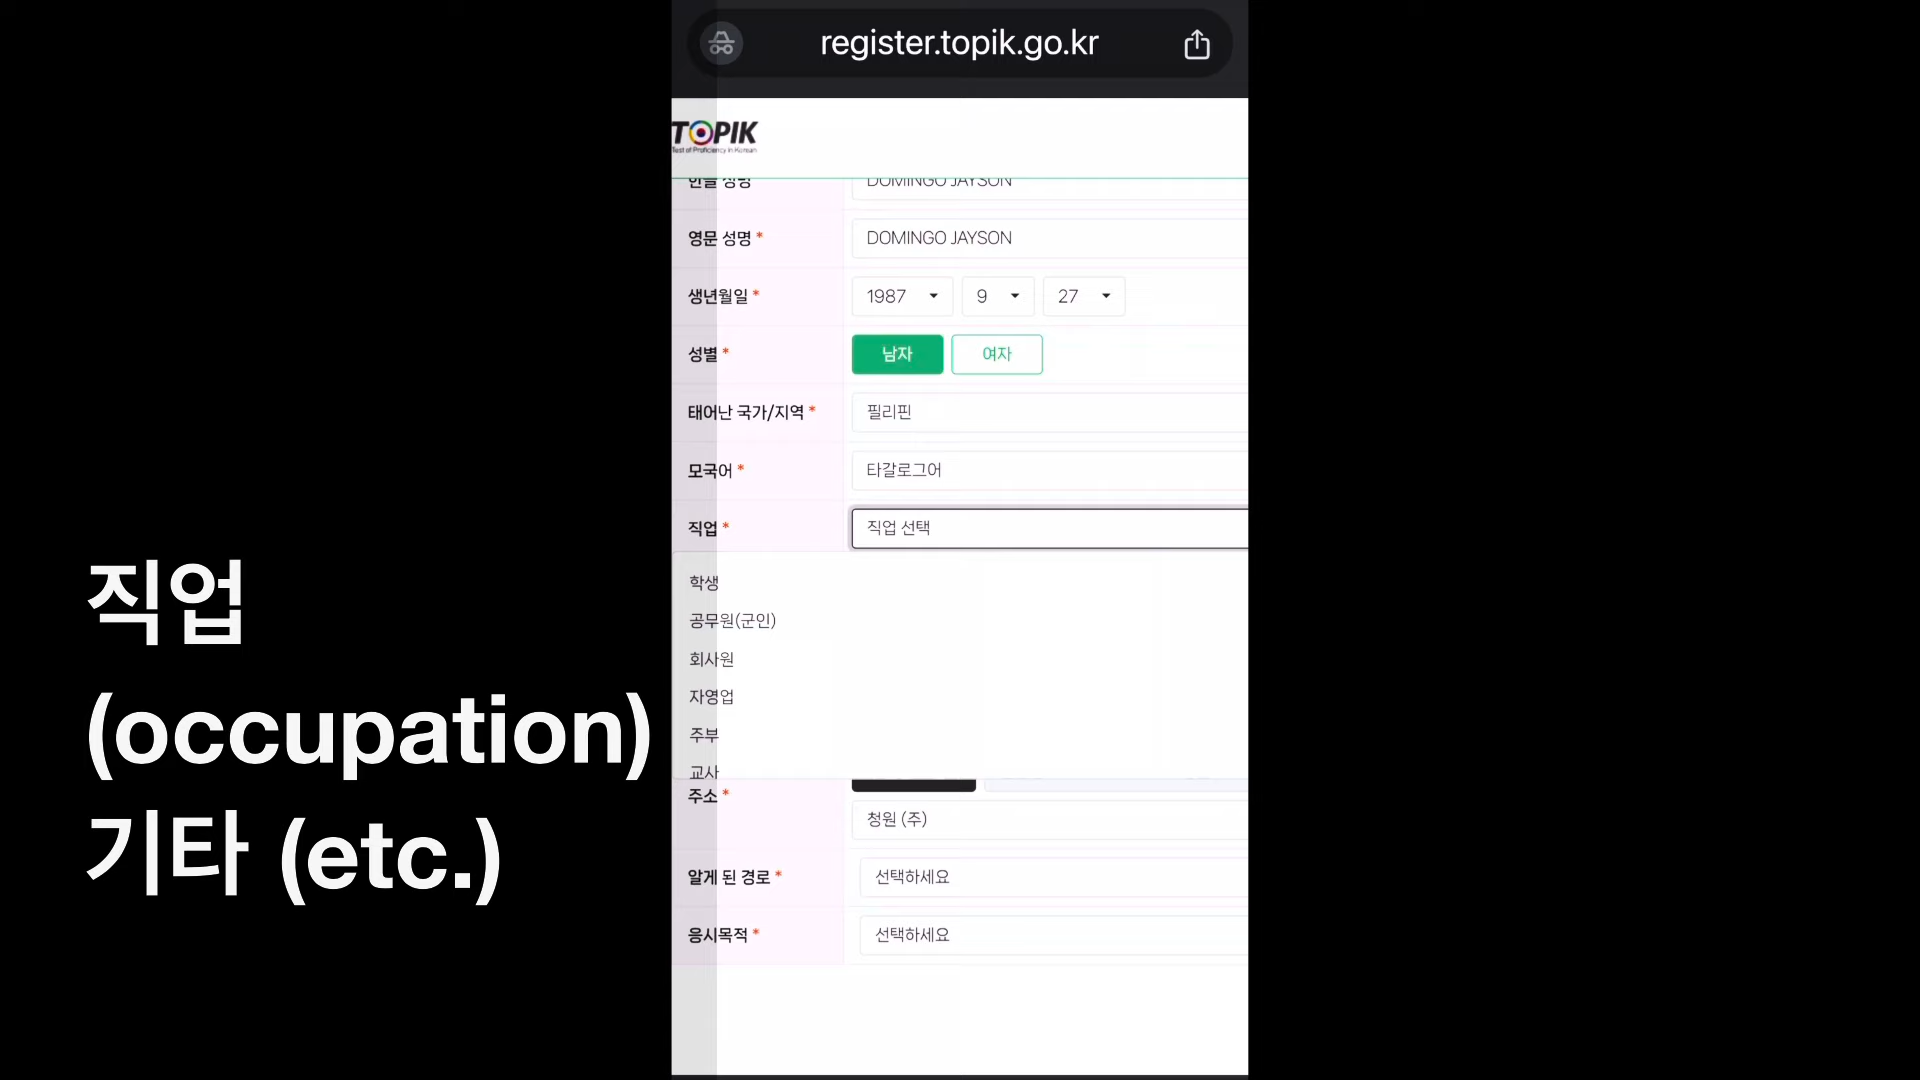 register.topik.go.kr
TOPIK
Test of Proficiency in Korean
한글 성명 DOMINGO JAYSON
영문 성명 * DOMINGO JAYSON
생년월일 * 1987 9 27
성별 * 남자 여자
태어난 국가/지역 * 필리핀
모국어 * 타갈로그어
직업 * 직업 선택
학생
공무원(군인)
회사원
자영업
주부
교사
주소 *
청원 (주)
알게 된 경로 * 선택하세요
응시목적 * 선택하세요
직업
(occupation)
기타 (etc.)